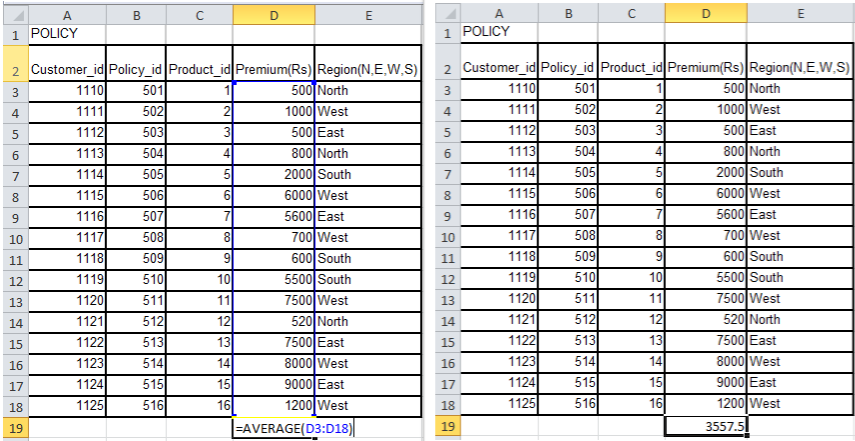 A B C D E
1 POLICY
2 Customer_id Policy_id Product_id Premium(Rs) Region(N,E,W,S)
3 1110 501 1 500 North
4 1111 502 2 1000 West
5 1112 503 3 500 East
6 1113 504 4 800 North
7 1114 505 5 2000 South
8 1115 506 6 6000 West
9 1116 507 7 5600 East
10 1117 508 8 700 West
11 1118 509 9 600 South
12 1119 510 10 5500 South
13 1120 511 11 7500 West
14 1121 512 12 520 North
15 1122 513 13 7500 East
16 1123 514 14 8000 West
17 1124 515 15 9000 East
18 1125 516 16 1200 West
19 =AVERAGE(D3:D18)
A B C D E
1 POLICY
2 Customer_id Policy_id Product_id Premium(Rs) Region(N,E,W,S)
3 1110 501 1 500 North
4 1111 502 2 1000 West
5 1112 503 3 500 East
6 1113 504 4 800 North
7 1114 505 5 2000 South
8 1115 506 6 6000 West
9 1116 507 7 5600 East
10 1117 508 8 700 West
11 1118 509 9 600 South
12 1119 510 10 5500 South
13 1120 511 11 7500 West
14 1121 512 12 520 North
15 1122 513 13 7500 East
16 1123 514 14 8000 West
17 1124 515 15 9000 East
18 1125 516 16 1200 West
19 3557.5